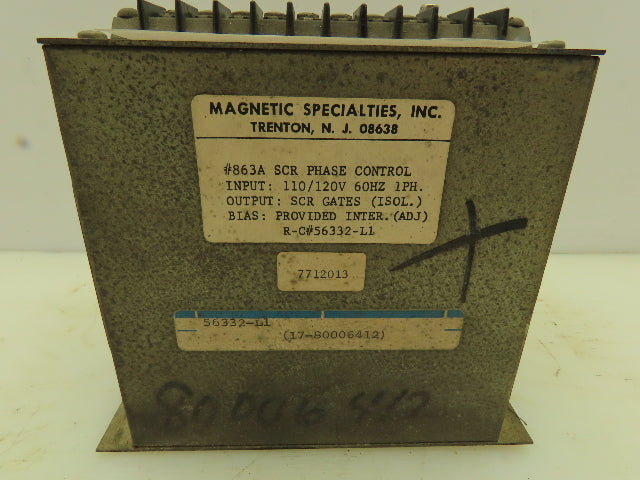 MAGNETIC SPECIALTIES, INC.
TRENTON, N. J. 08638
#863A SCR PHASE CONTROL
INPUT: 110/120V 60HZ 1PH.
OUTPUT: SCR GATES (ISOL.)
BIAS: PROVIDED INTER.(ADJ)
R-C#56332-L1
7712013
56332-L1
(17-80006412)